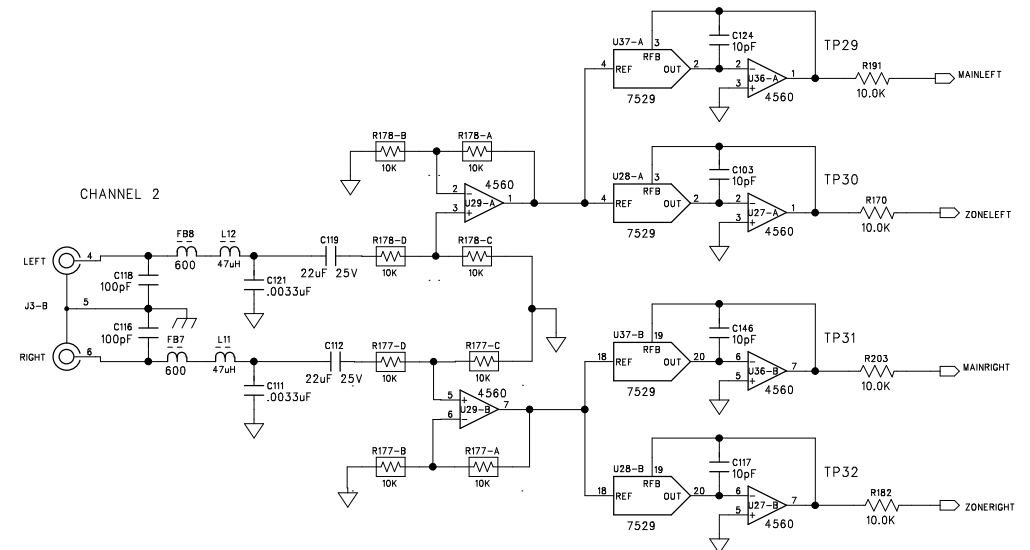 CHANNEL 2
LEFT
4
J3-B
5
RIGHT
6
C118
100pF
C116
100pF
FB8
600
L12
47uH
C121
.0033uF
C119
22uF 25V
FB7
600
L11
47uH
C111
.0033uF
C112
22uF 25V
R178-B
10K
R178-A
10K
R178-D
10K
R178-C
10K
4560
2
-
U29-A
3
+
1
R177-D
10K
R177-C
10K
4560
5
+
U29-B
6
-
7
R177-B
10K
R177-A
10K
U37-A
3
RFB
4
REF
OUT
2
7529
C124
10pF
2
-
U36-A
3
+
1
4560
TP29
R191
10.0K
MAINLEFT
U28-A
3
RFB
4
REF
OUT
2
7529
C103
10pF
2
-
U27-A
3
+
1
4560
TP30
R170
10.0K
ZONELEFT
U37-B
19
RFB
18
REF
OUT
20
7529
C146
10pF
6
-
U36-B
5
+
7
4560
TP31
R203
10.0K
MAINRIGHT
U28-B
19
RFB
18
REF
OUT
20
7529
C117
10pF
6
-
U27-B
5
+
7
4560
TP32
R182
10.0K
ZONERIGHT